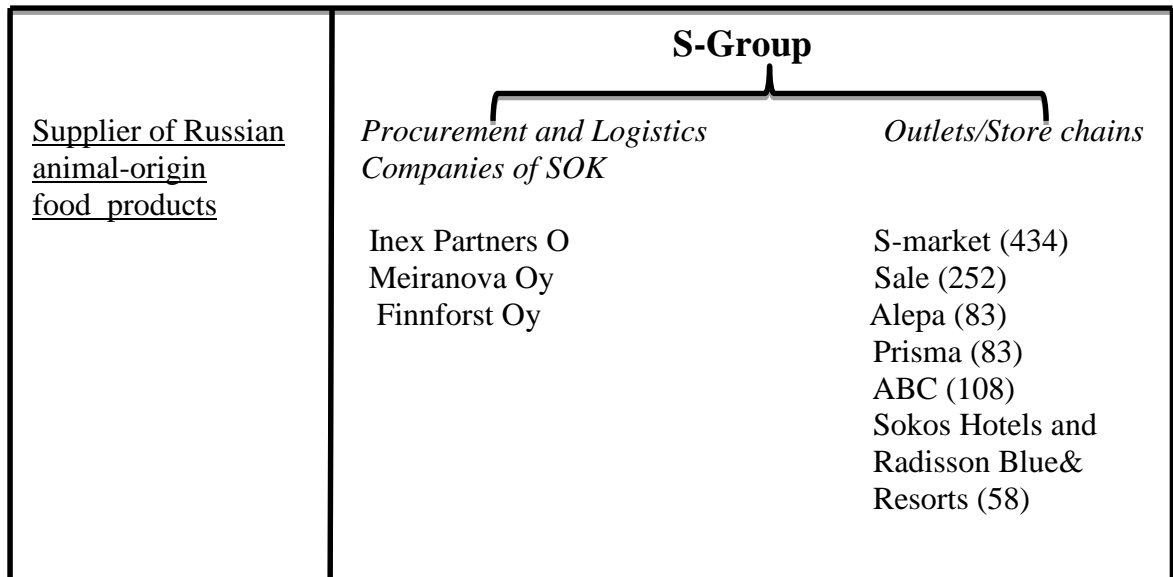 S-Group
Supplier of Russian
animal-origin
food products
Procurement and Logistics
Companies of SOK
Inex Partners O
Meiranova Oy
Finnforst Oy
Outlets/Store chains
S-market (434)
Sale (252)
Alepa (83)
Prisma (83)
ABC (108)
Sokos Hotels and
Radisson Blue&
Resorts (58)